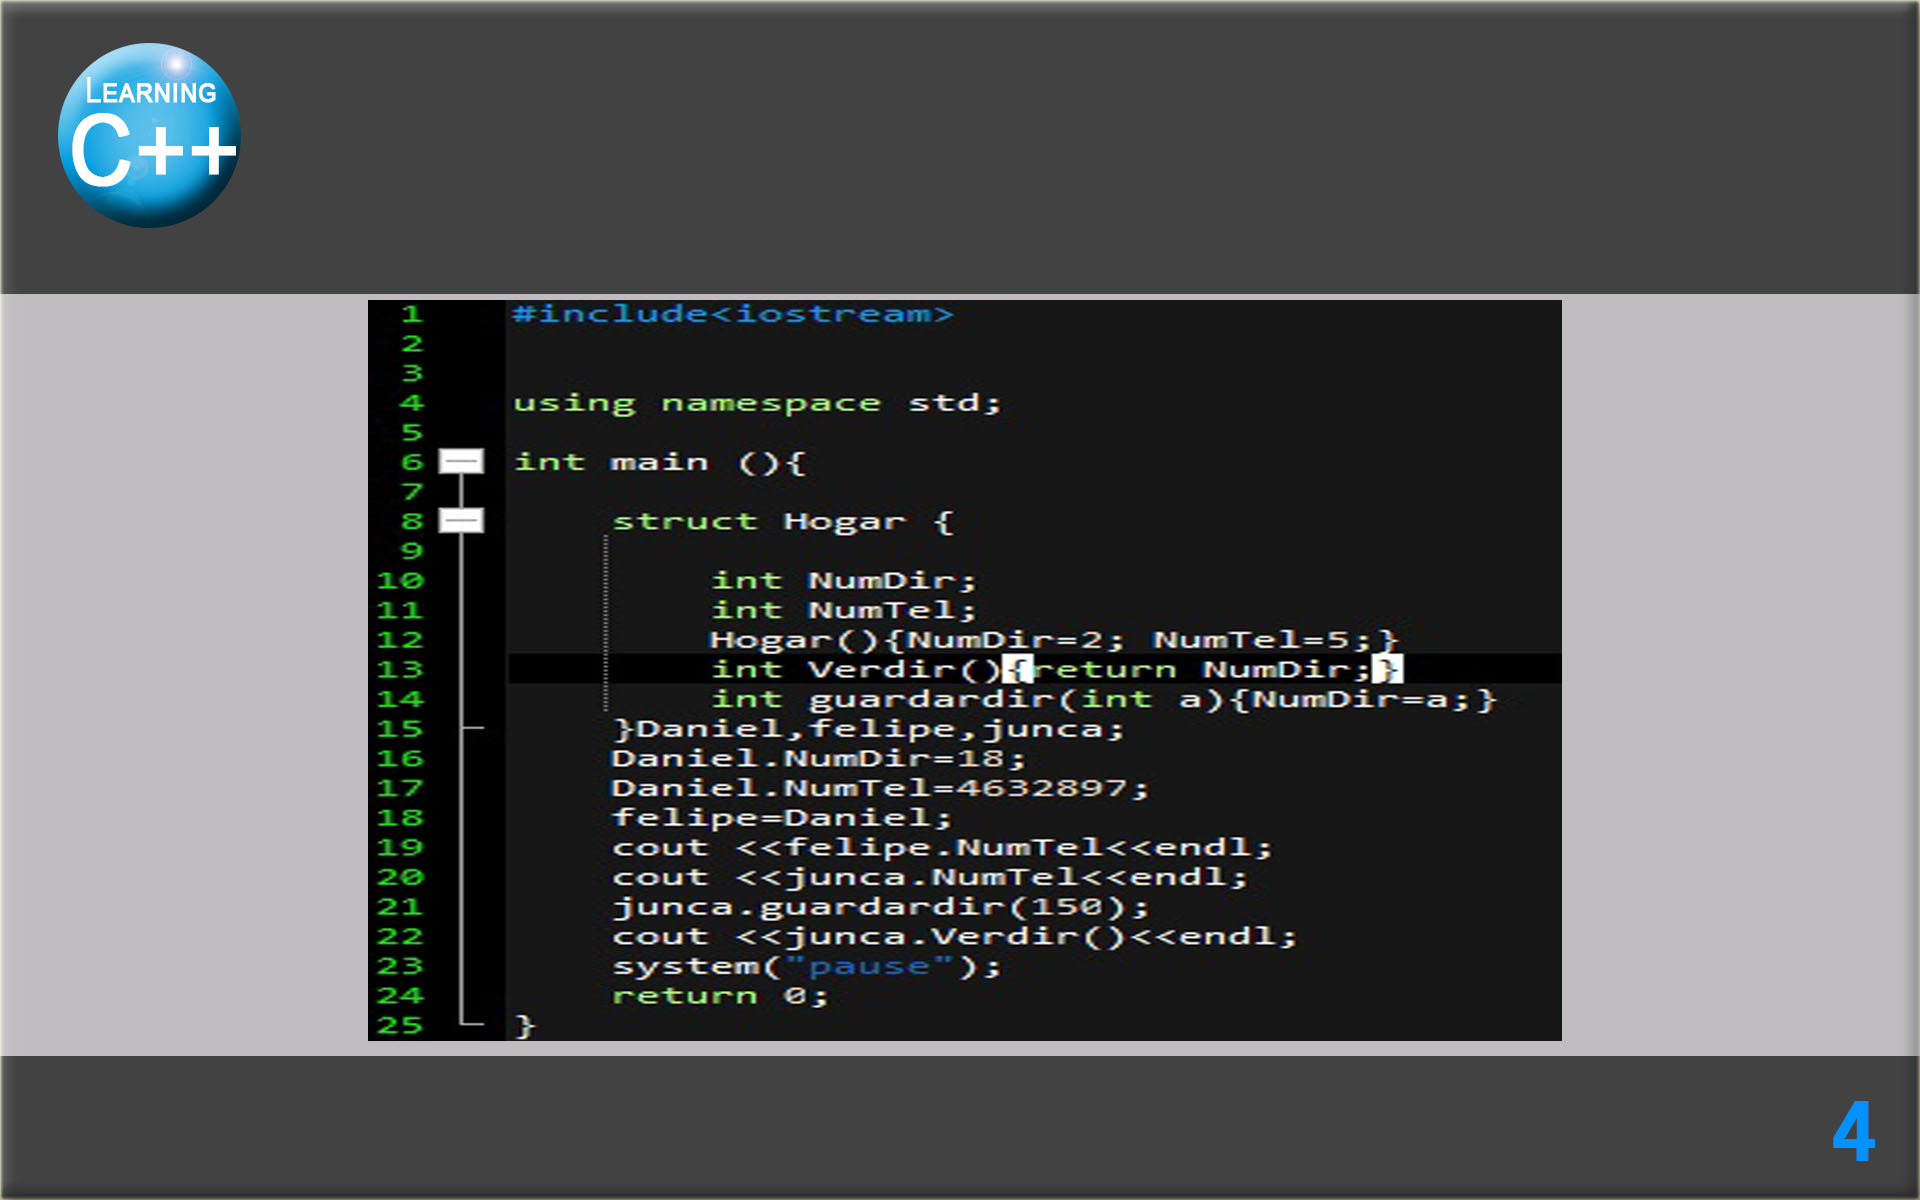 LEARNING
C++
1 #include<iostream>
2
3
4 using namespace std;
5
6 int main (){
7
8 struct Hogar {
9
10 int NumDir;
11 int NumTel;
12 Hogar(){NumDir=2; NumTel=5;}
13 int Verdir(){return NumDir;}
14 int guardardir(int a){NumDir=a;}
15 }Daniel,felipe,junca;
16 Daniel.NumDir=18;
17 Daniel.NumTel=4632897;
18 felipe=Daniel;
19 cout <<felipe.NumTel<<endl;
20 cout <<junca.NumTel<<endl;
21 junca.guardardir(150);
22 cout <<junca.Verdir()<<endl;
23 system("pause");
24 return 0;
25 }
4